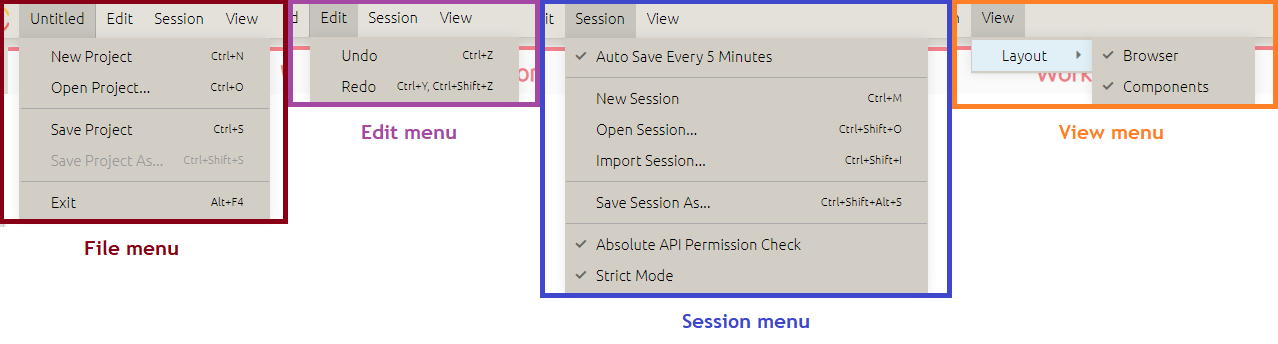 Untitled Edit Session View
New Project Ctrl+N
Open Project... Ctrl+O
Save Project Ctrl+S
Save Project As... Ctrl+Shift+S
Exit Alt+F4
File menu
Edit Session View
Undo Ctrl+Z
Redo Ctrl+Y, Ctrl+Shift+Z
Edit menu
Session View
Auto Save Every 5 Minutes
New Session Ctrl+M
Open Session... Ctrl+Shift+O
Import Session... Ctrl+Shift+I
Save Session As... Ctrl+Shift+Alt+S
Absolute API Permission Check
Strict Mode
Session menu
View
Layout Browser
Components
View menu